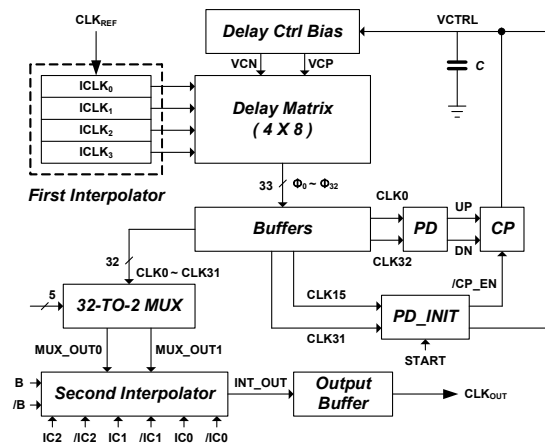 CLKREF
Delay Ctrl Bias
VCTRL
C
VCN
VCP
ICLK0
ICLK1
ICLK2
ICLK3
Delay Matrix
( 4 X 8 )
First Interpolator
33
Φ0 ~ Φ32
Buffers
CLK0
CLK32
PD
UP
DN
CP
32
CLK0 ~ CLK31
/CP_EN
5
32-TO-2 MUX
CLK15
CLK31
PD_INIT
START
MUX_OUT0
MUX_OUT1
B
/B
Second Interpolator
INT_OUT
Output
Buffer
CLKOUT
IC2
/IC2
IC1
/IC1
IC0
/IC0